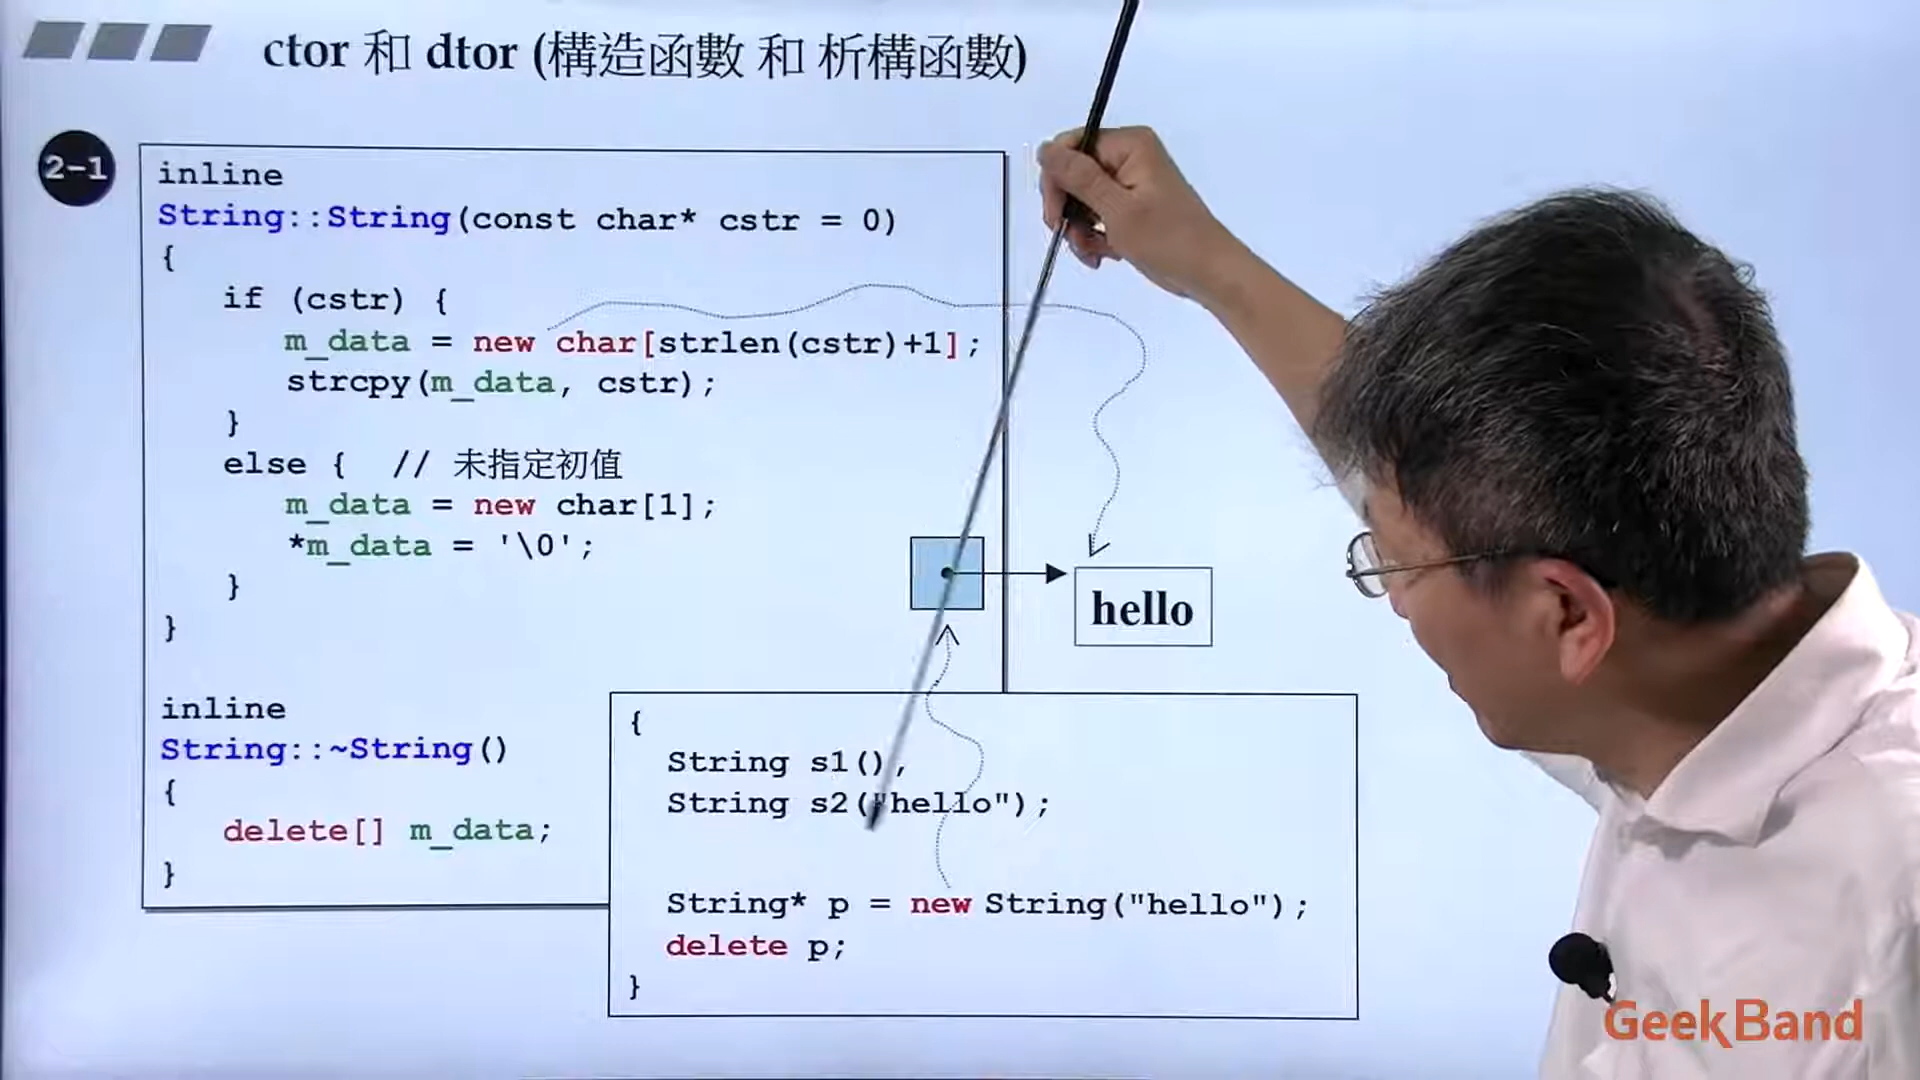 ctor 和 dtor (構造函數 和 析構函數)
2-1
inline
String::String(const char* cstr = 0)
{
if (cstr) {
m_data = new char[strlen(cstr)+1];
strcpy(m_data, cstr);
}
else { // 未指定初值
m_data = new char[1];
*m_data = '\0';
}
}
inline
String::~String()
{
delete[] m_data;
}
hello
{
String s1(),
String s2("hello");
String* p = new String("hello");
delete p;
}
GeekBand